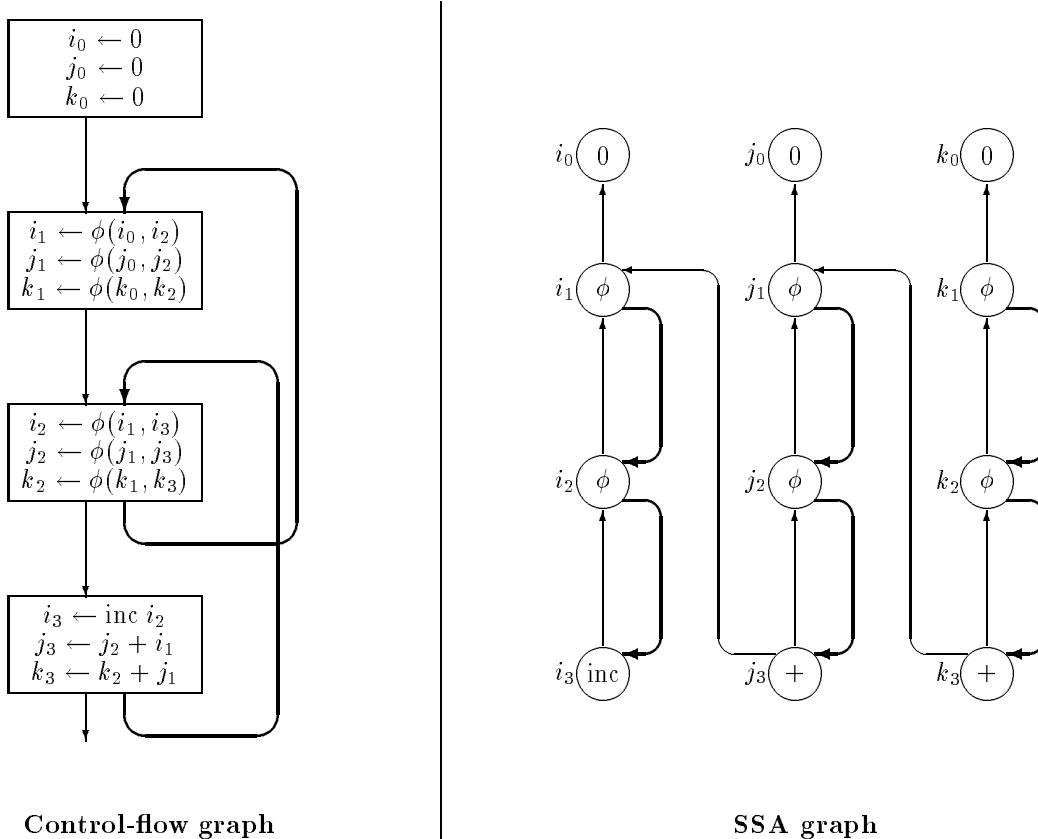 i₀ ← 0
j₀ ← 0
k₀ ← 0
i₁ ← ϕ(i₀, i₂)
j₁ ← ϕ(j₀, j₂)
k₁ ← ϕ(k₀, k₂)
i₂ ← ϕ(i₁, i₃)
j₂ ← ϕ(j₁, j₃)
k₂ ← ϕ(k₁, k₃)
i₃ ← inc i₂
j₃ ← j₂ + i₁
k₃ ← k₂ + j₁
Control-flow graph
i₀ 0 j₀ 0 k₀ 0
i₁ ϕ j₁ ϕ k₁ ϕ
i₂ ϕ j₂ ϕ k₂ ϕ
i₃ inc j₃ + k₃ +
SSA graph